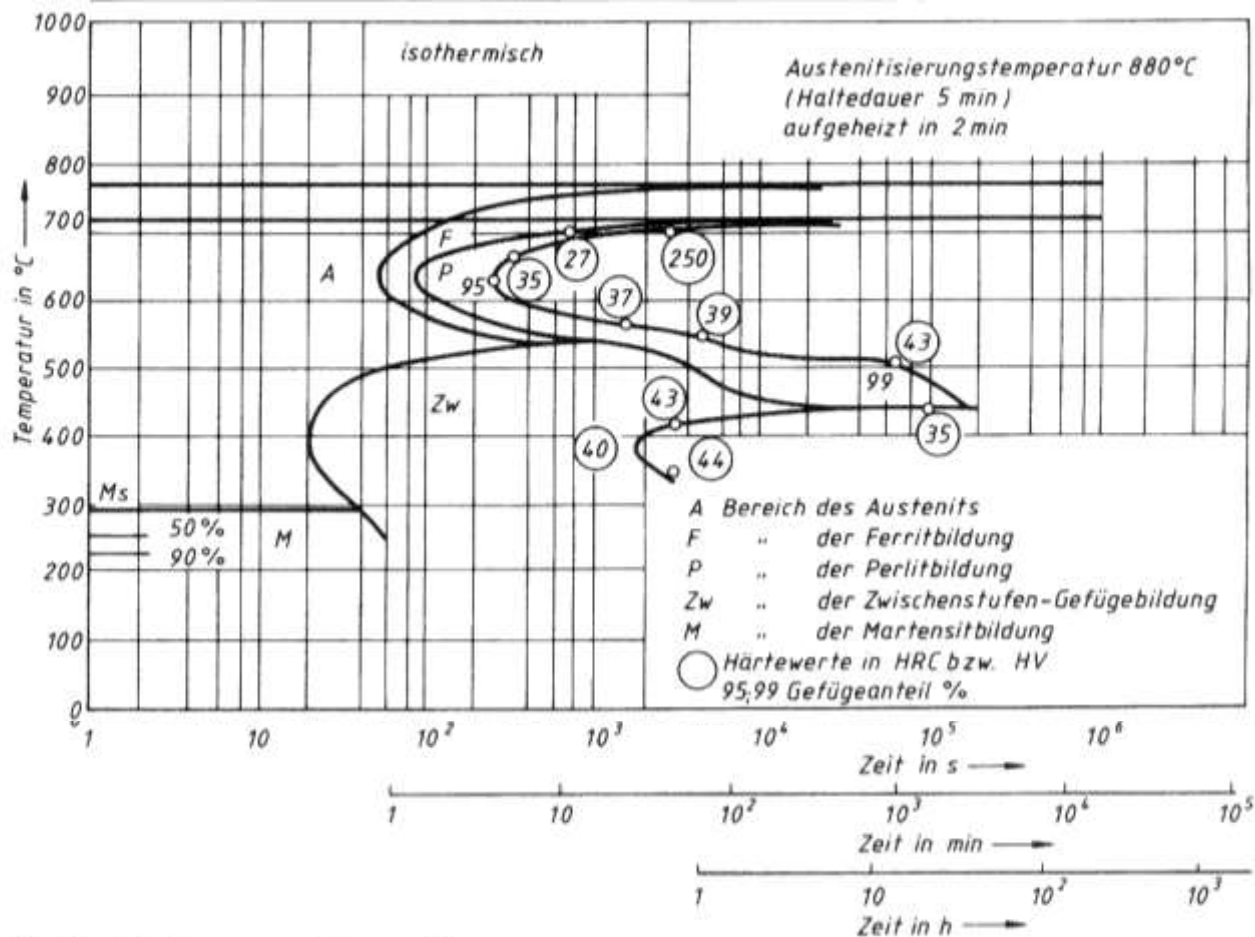 1000
900
800
700
600
500
400
300
200
100
0
Temperatur in °C
isothermisch
Austenitisierungstemperatur 880°C
(Haltedauer 5 min)
aufgeheizt in 2 min
A
F
P
27
250
95
35
37
39
43
99
Zw
43
40
44
35
Ms
50%
90%
M
A Bereich des Austenits
F " der Ferritbildung
P " der Perlitbildung
Zw " der Zwischenstufen-Gefügebildung
M " der Martensitbildung
Härtewerte in HRC bzw. HV
95,99 Gefügeanteil %
1 10 10² 10³ 10⁴ 10⁵ 10⁶
Zeit in s
1 10 10² 10³ 10⁴ 10⁵
Zeit in min
1 10 10² 10³
Zeit in h